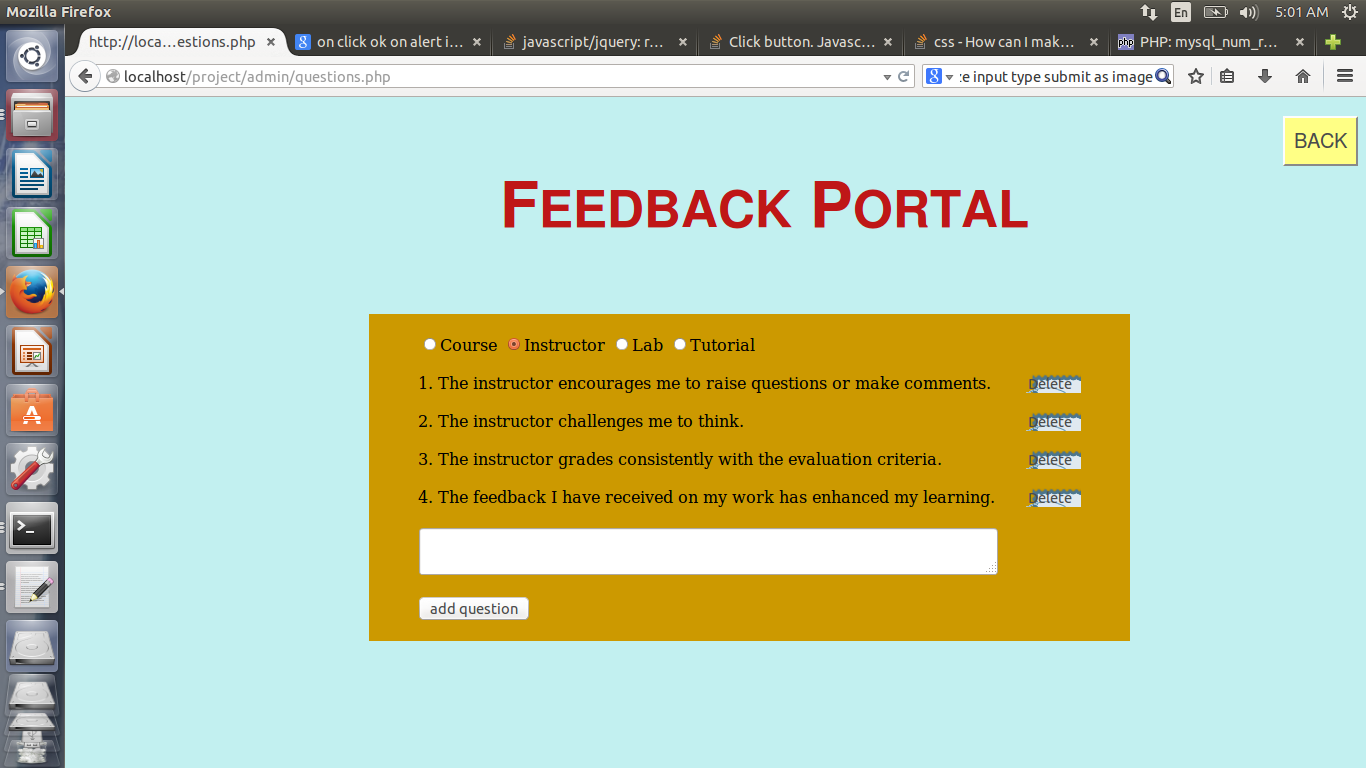 Mozilla Firefox
En
5:01 AM
http://loca...estions.php
on click ok on alert i...
javascript/jquery: r...
Click button. Javasc...
css - How can I mak...
php
PHP: mysql_num_r...
localhost/project/admin/questions.php
input type submit as image
BACK
FEEDBACK PORTAL
Course Instructor Lab Tutorial
1. The instructor encourages me to raise questions or make comments. Delete
2. The instructor challenges me to think. Delete
3. The instructor grades consistently with the evaluation criteria. Delete
4. The feedback I have received on my work has enhanced my learning. Delete
add question